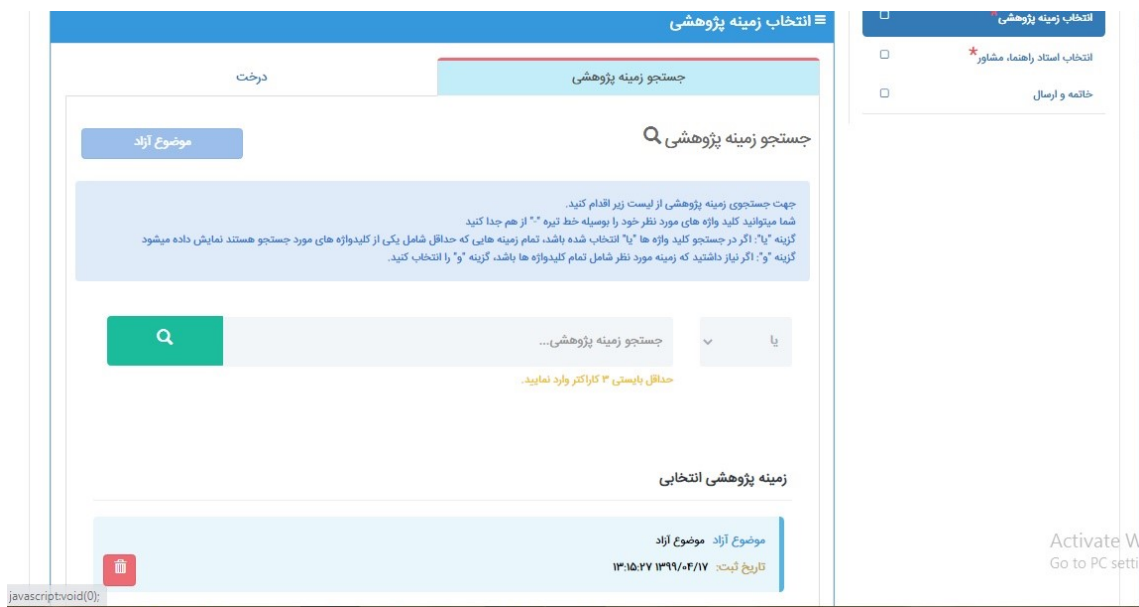 انتخاب زمینه پژوهشی*
انتخاب استاد راهنما، مشاور*
خاتمه و ارسال
انتخاب زمینه پژوهشی
جستجو زمینه پژوهشی
درخت
جستجو زمینه پژوهشی
موضوع آزاد
جهت جستجوی زمینه پژوهشی از لیست زیر اقدام کنید.
شما میتوانید کلید واژه های مورد نظر خود را بوسیله خط تیره "-" از هم جدا کنید
گزینه "یا": اگر در جستجو کلید واژه ها "یا" انتخاب شده باشد، تمام زمینه هایی که حداقل شامل یکی از کلیدواژه های مورد جستجو هستند نمایش داده میشود
گزینه "و": اگر نیاز داشتید که زمینه مورد نظر شامل تمام کلیدواژه ها باشد، گزینه "و" را انتخاب کنید.
یا
جستجو زمینه پژوهشی...
حداقل بایستی ۳ کاراکتر وارد نمایید.
زمینه پژوهشی انتخابی
موضوع آزاد موضوع آزاد
تاریخ ثبت: ۱۳۹۹/۰۴/۱۷ ۱۳:۱۵:۲۷
Activate W
Go to PC setti
javascript:void(0);